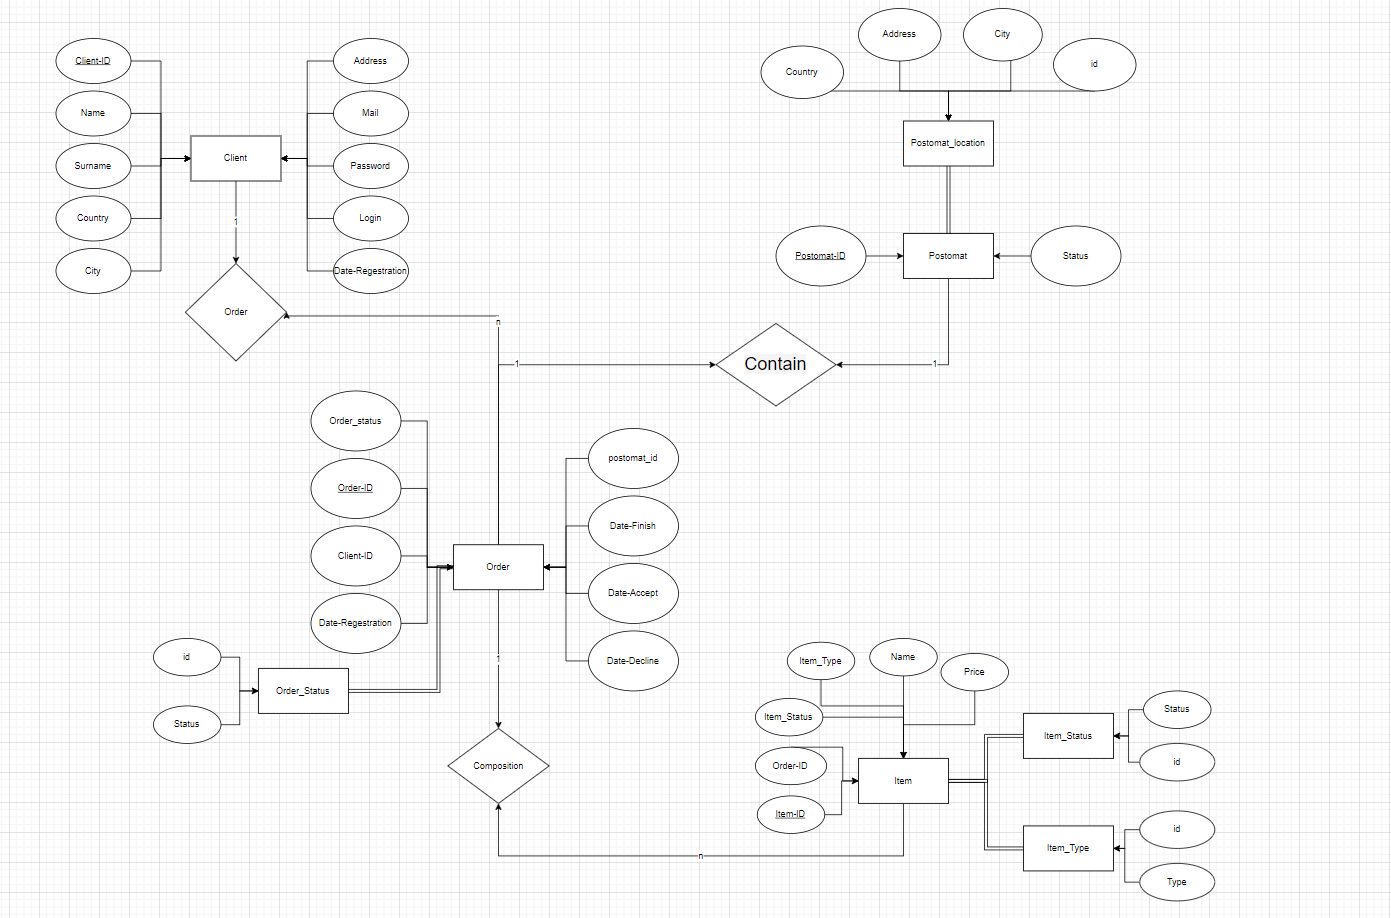 Client-ID
Name
Surname
Country
City
Client
Address
Mail
Password
Login
Date-Regestration
1
Order
n
Country
Address
City
id
Postomat_location
Postomat-ID
Postomat
Status
1
Contain
1
Order_status
Order-ID
Client-ID
Date-Regestration
Order
postomat_id
Date-Finish
Date-Accept
Date-Decline
id
Status
Order_Status
1
Composition
n
Item_Type
Name
Price
Item_Status
Order-ID
Item-ID
Item
Item_Status
Status
id
Item_Type
id
Type